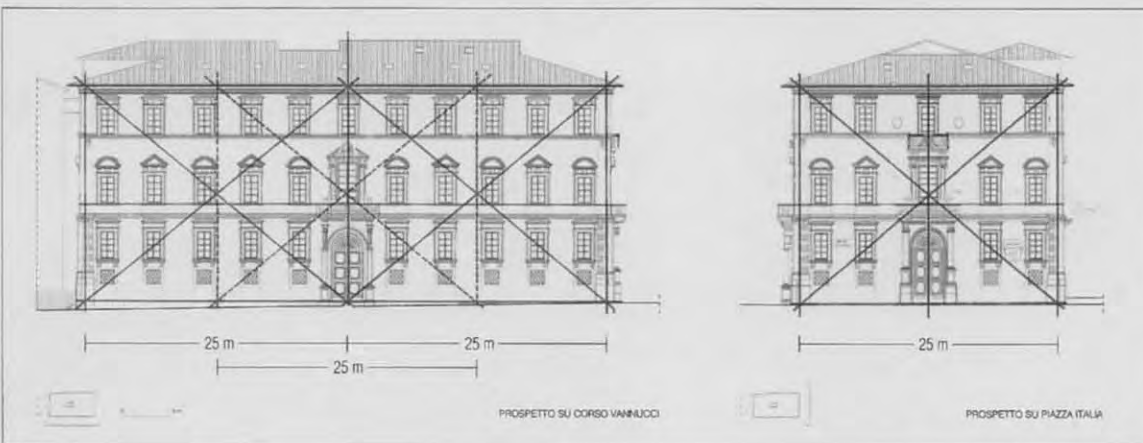 25 m
25 m
25 m
PROSPETTO SU CORSO VANNUCCI
25 m
PROSPETTO SU PIAZZA ITALIA